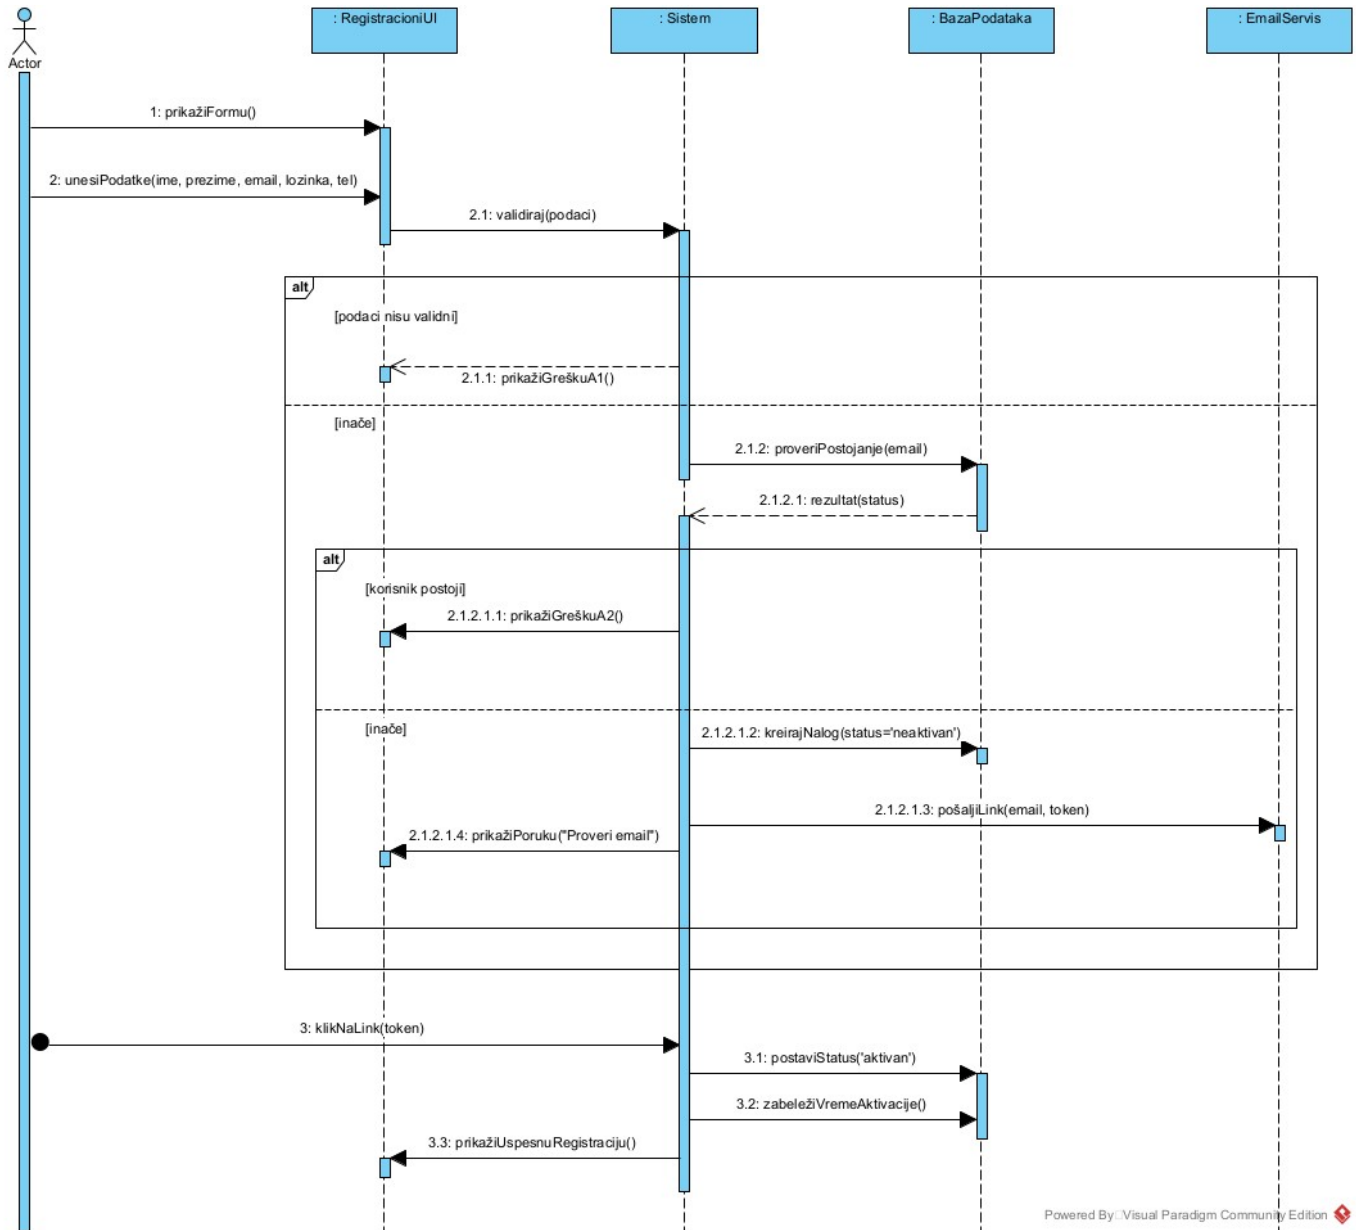 : RegistracioniUI
: Sistem
: BazaPodataka
: EmailServis
Actor
1: prikažiFormu()
2: unesiPodatke(ime, prezime, email, lozinka, tel)
2.1: validiraj(podaci)
alt
[podaci nisu validni]
2.1.1: prikažiGreškuA1()
[inače]
2.1.2: proveriPostojanje(email)
2.1.2.1: rezultat(status)
alt
[korisnik postoji]
2.1.2.1.1: prikažiGreškuA2()
[inače]
2.1.2.1.2: kreirajNalog(status='neaktivan')
2.1.2.1.3: pošaljiLink(email, token)
2.1.2.1.4: prikažiPoruku("Proveri email")
3: klikNaLink(token)
3.1: postaviStatus('aktivan')
3.2: zabeležiVremeAktivacije()
3.3: prikažiUspesnuRegistraciju()
Powered By Visual Paradigm Community Edition